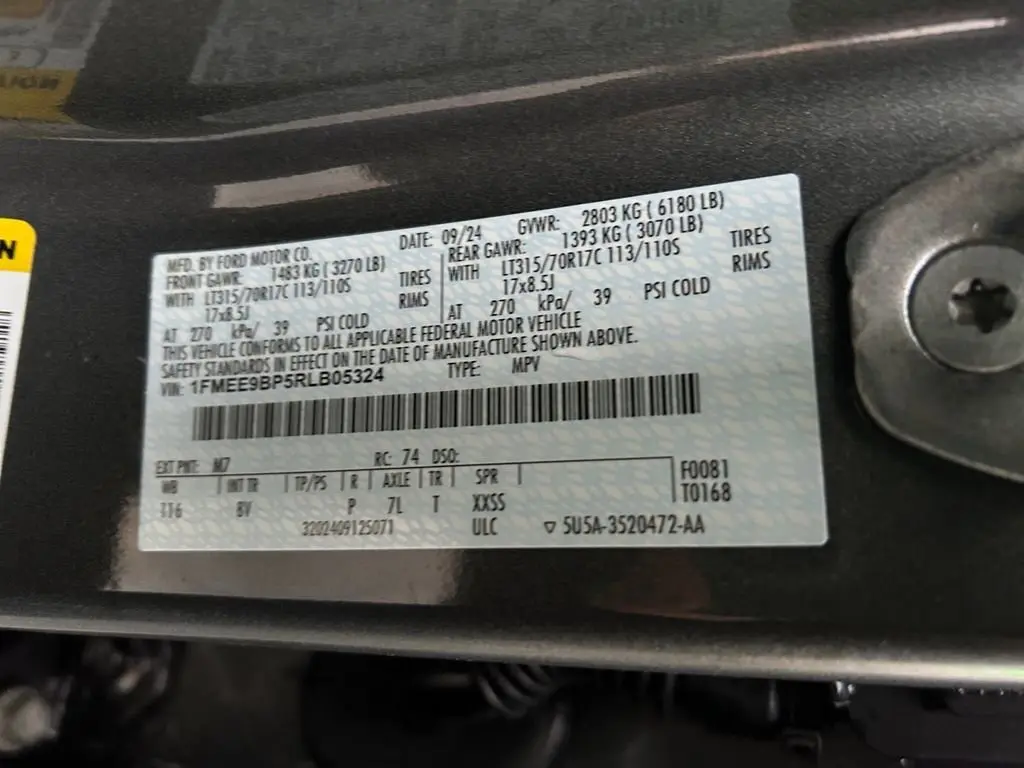 MFD. BY FORD MOTOR CO. DATE: 09/24 GVWR: 2803 KG ( 6180 LB)
FRONT GAWR: 1483 KG ( 3270 LB) REAR GAWR: 1393 KG ( 3070 LB)
WITH LT315/70R17C 113/110S TIRES WITH LT315/70R17C 113/110S TIRES
17x8.5J RIMS 17x8.5J RIMS
AT 270 kPa/ 39 PSI COLD AT 270 kPa/ 39 PSI COLD
THIS VEHICLE CONFORMS TO ALL APPLICABLE FEDERAL MOTOR VEHICLE
SAFETY STANDARDS IN EFFECT ON THE DATE OF MANUFACTURE SHOWN ABOVE.
VIN: 1FMEE9BP5RLB05324 TYPE: MPV
EXT PNT: M7 RC: 74 DSO:
WB INT TR TP/PS R AXLE TR SPR F0081
116 8V P 7L T XXSS T0168
3202409125071 ULC ▽ 5U5A-3520472-AA
N